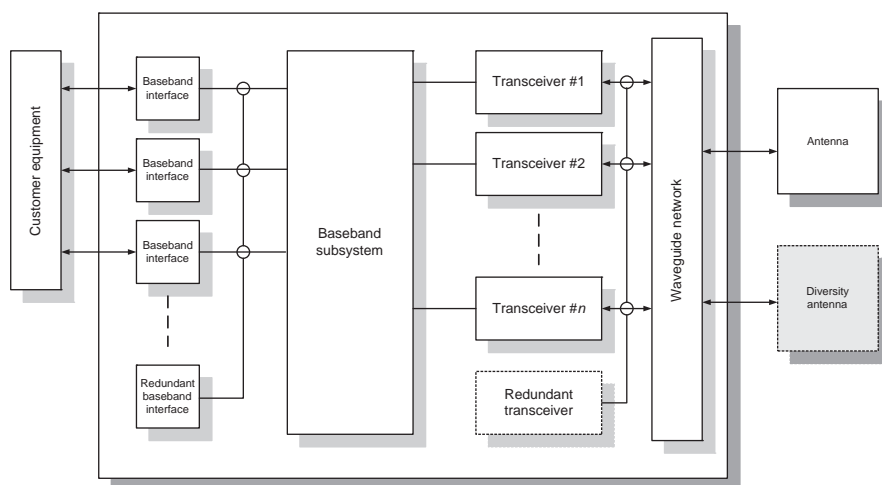 Customer equipment
Baseband
interface
Baseband
interface
Baseband
interface
Redundant
baseband
interface
Baseband
subsystem
Transceiver #1
Transceiver #2
Transceiver #n
Redundant
transceiver
Waveguide network
Antenna
Diversity
antenna